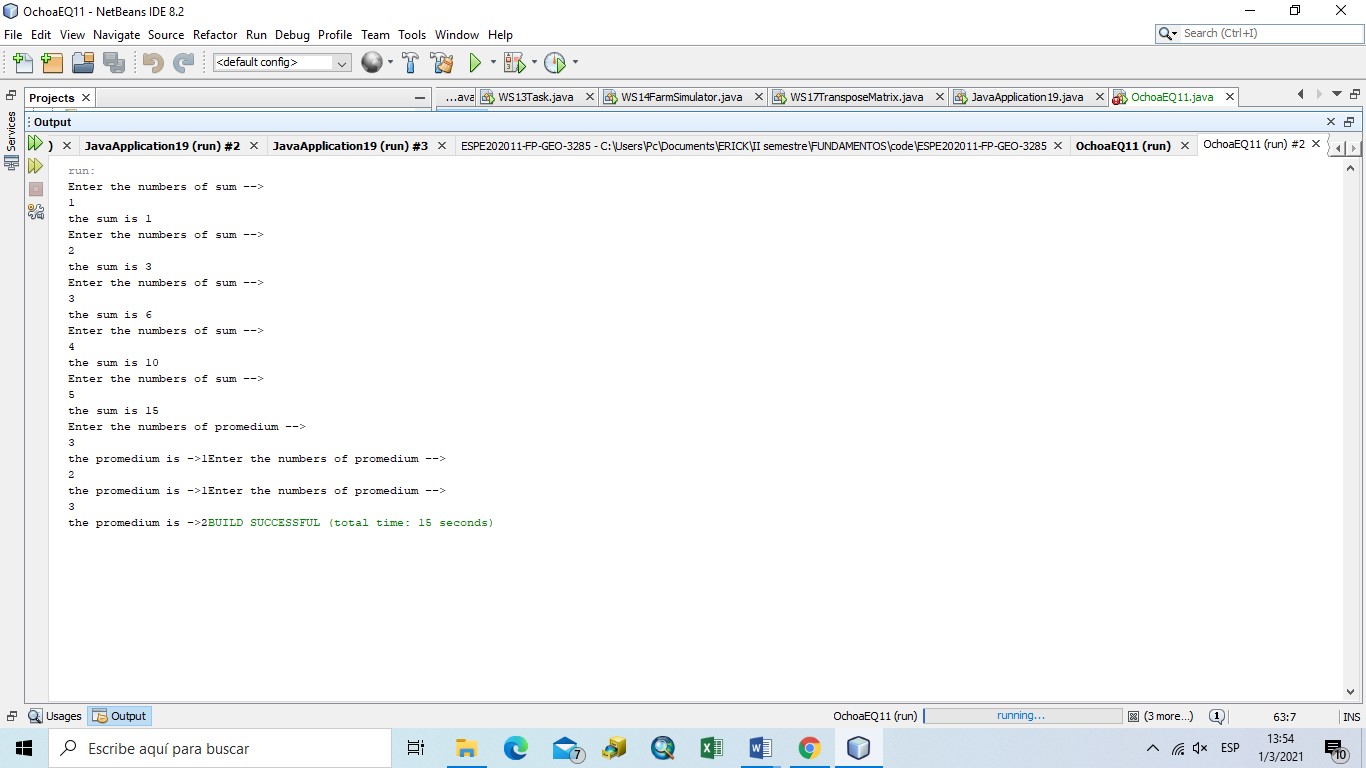 OchoaEQ11 - NetBeans IDE 8.2
File Edit View Navigate Source Refactor Run Debug Profile Team Tools Window Help
Search (Ctrl+I)
<default config>
Projects
...ava WS13Task.java WS14FarmSimulator.java WS17TransposeMatrix.java JavaApplication19.java OchoaEQ11.java
Services
Output
) JavaApplication19 (run) #2 JavaApplication19 (run) #3 ESPE202011-FP-GEO-3285 - C:\Users\Pc\Documents\ERICK\II semestre\FUNDAMENTOS\code\ESPE202011-FP-GEO-3285 OchoaEQ11 (run) OchoaEQ11 (run) #2
run:
Enter the numbers of sum -->
1
the sum is 1
Enter the numbers of sum -->
2
the sum is 3
Enter the numbers of sum -->
3
the sum is 6
Enter the numbers of sum -->
4
the sum is 10
Enter the numbers of sum -->
5
the sum is 15
Enter the numbers of promedium -->
3
the promedium is ->1Enter the numbers of promedium -->
2
the promedium is ->1Enter the numbers of promedium -->
3
the promedium is ->2BUILD SUCCESSFUL (total time: 15 seconds)
Usages Output OchoaEQ11 (run) running... (3 more...) 1 63:7 INS
Escribe aquí para buscar
7
ESP
13:54
1/3/2021
10